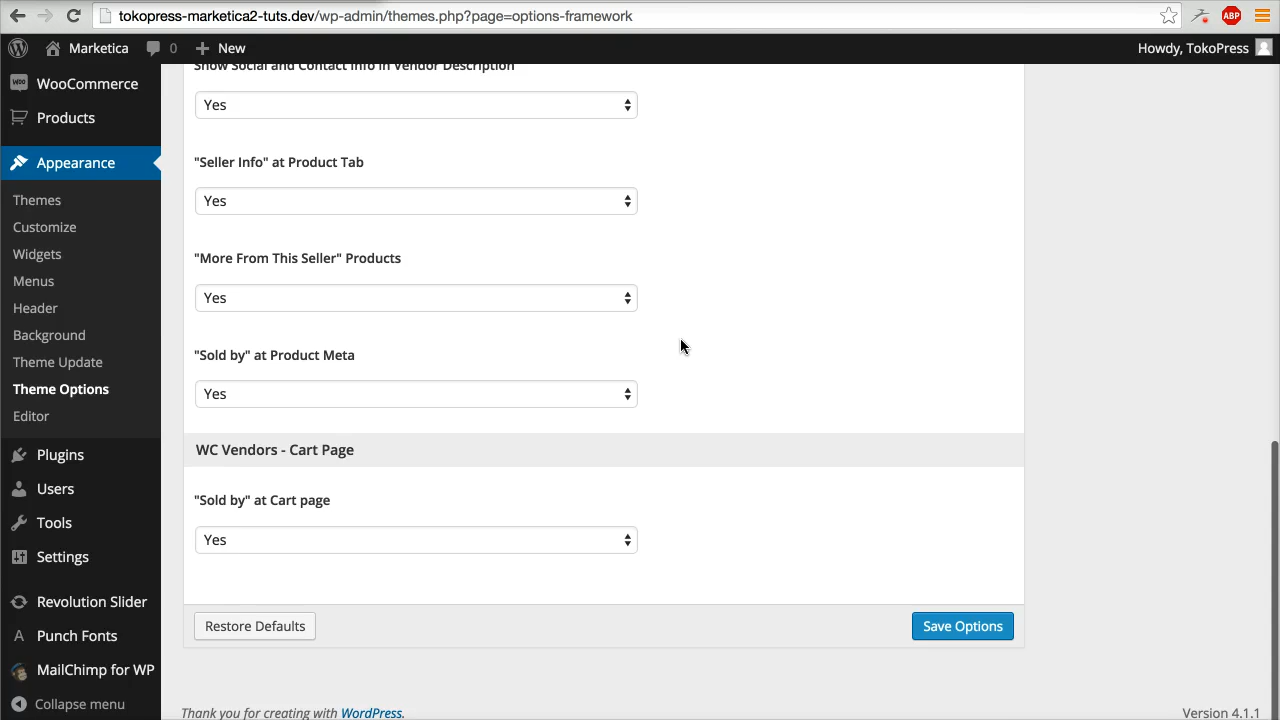 tokopress-marketica2-tuts.dev/wp-admin/themes.php?page=options-framework
ABP
Marketica
0
New
Howdy, TokoPress
WooCommerce
Products
Appearance
Themes
Customize
Widgets
Menus
Header
Background
Theme Update
Theme Options
Editor
Plugins
Users
Tools
Settings
Revolution Slider
Punch Fonts
MailChimp for WP
Collapse menu
Show Social and Contact Info in Vendor Description
Yes
"Seller Info" at Product Tab
Yes
"More From This Seller" Products
Yes
"Sold by" at Product Meta
Yes
WC Vendors - Cart Page
"Sold by" at Cart page
Yes
Restore Defaults
Save Options
Thank you for creating with WordPress.
Version 4.1.1